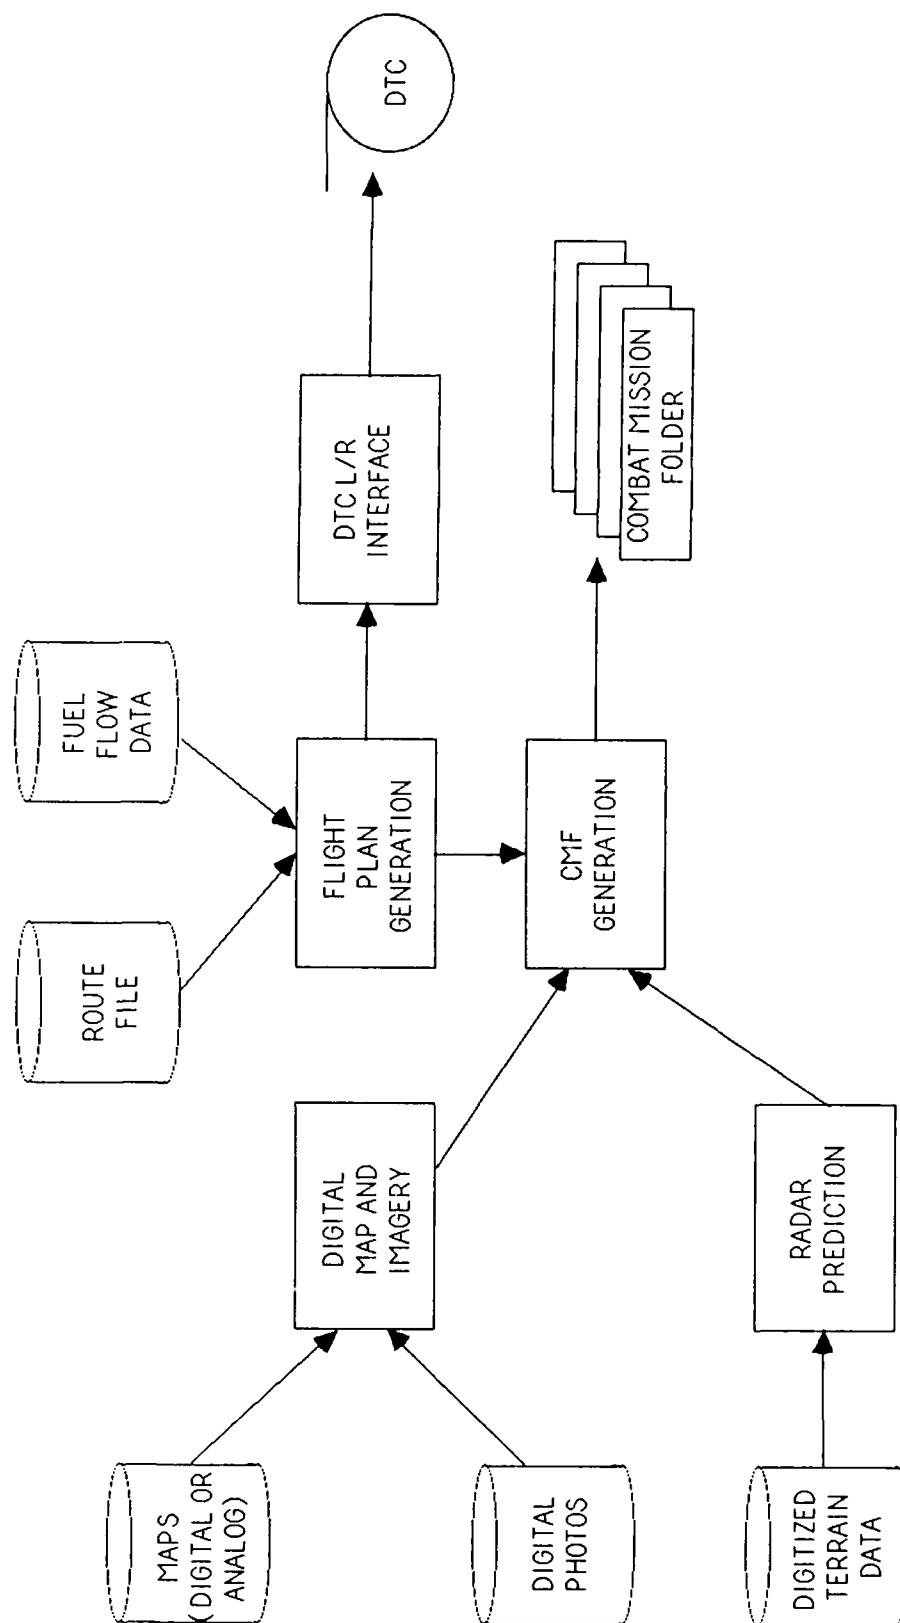 ROUTE
FILE
FUEL
FLOW
DATA
MAPS
(DIGITAL OR
ANALOG)
DIGITAL
MAP AND
IMAGERY
FLIGHT
PLAN
GENERATION
DTC L/R
INTERFACE
DTC
DIGITAL
PHOTOS
CMF
GENERATION
COMBAT MISSION
FOLDER
DIGITIZED
TERRAIN
DATA
RADAR
PREDICTION